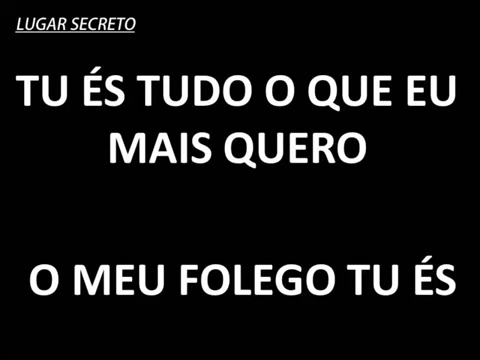 LUGAR SECRETO
TU ÉS TUDO O QUE EU
MAIS QUERO
O MEU FOLEGO TU ÉS